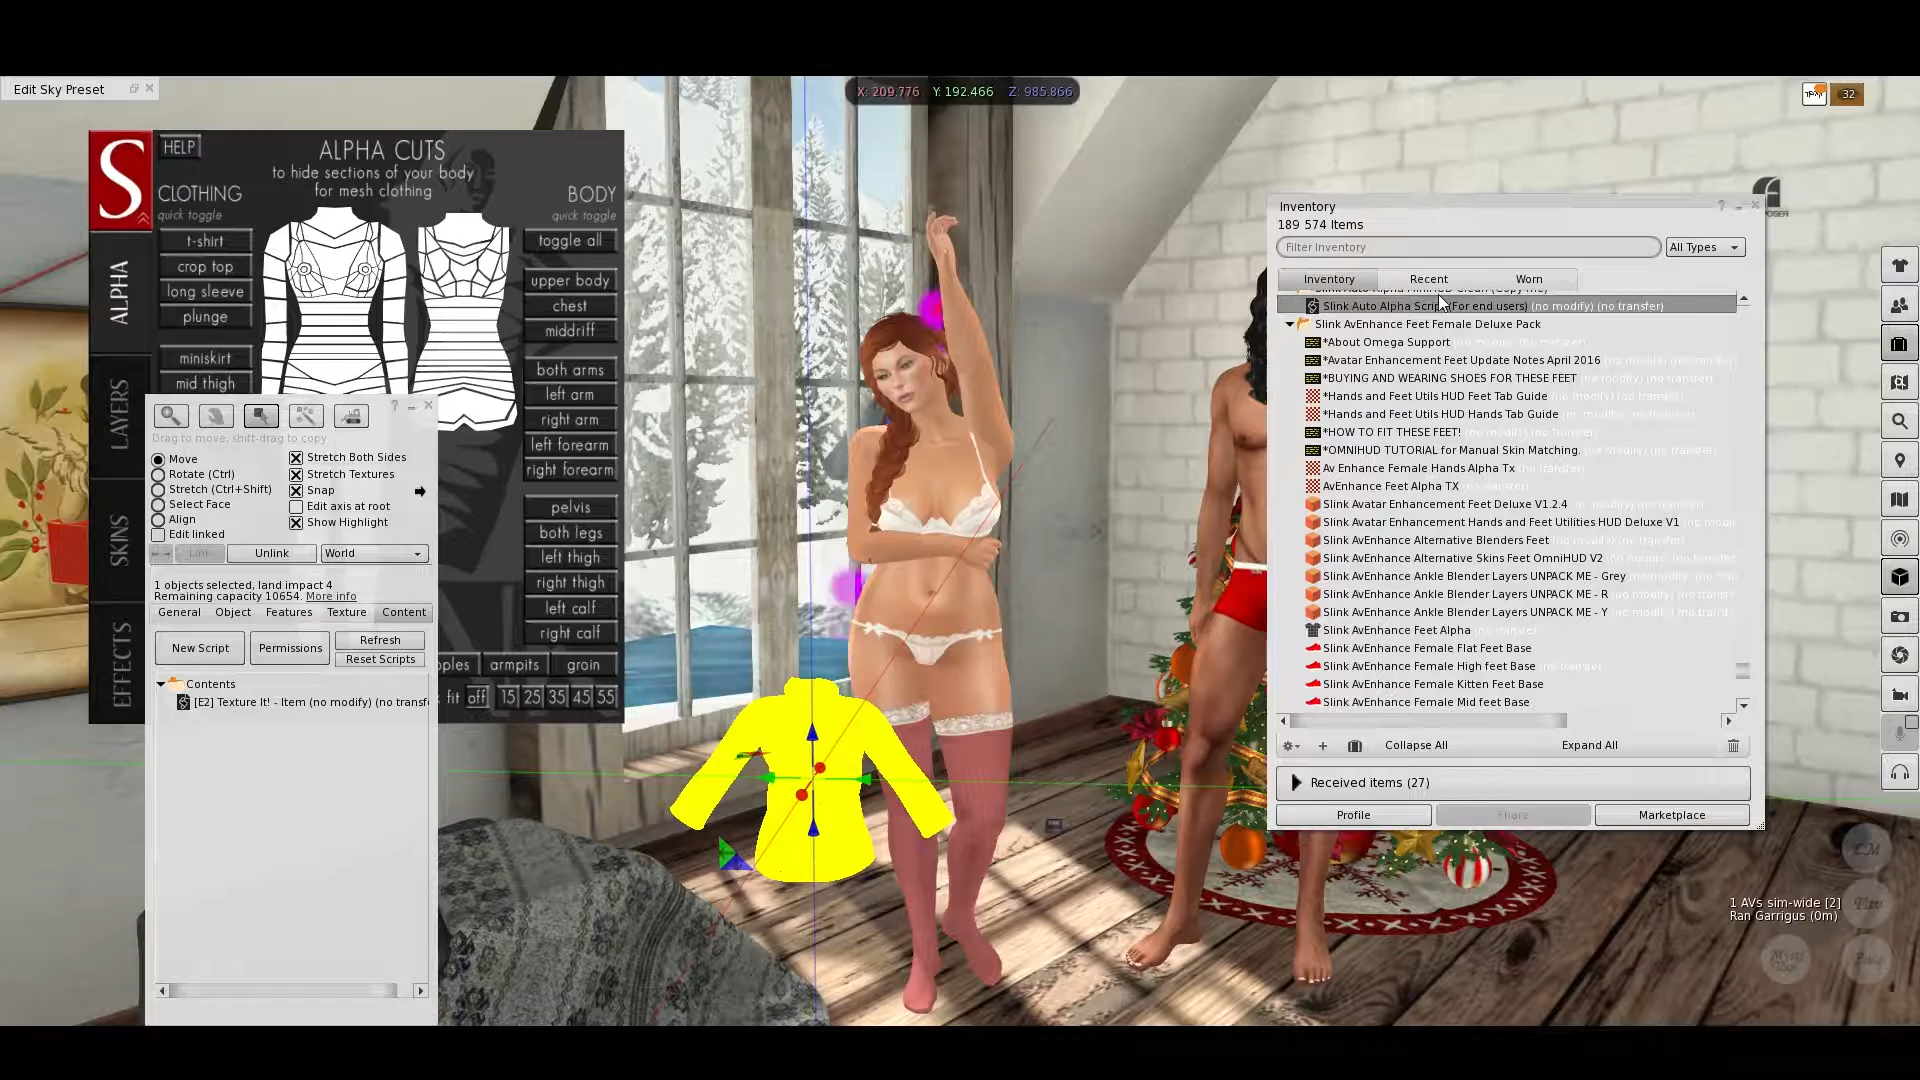 Edit Sky Preset
X: 209.776 Y: 192.466 Z: 985.866
32
S
HELP
ALPHA CUTS
to hide sections of your body
for mesh clothing
CLOTHING
quick toggle
t-shirt
crop top
long sleeve
plunge
miniskirt
mid thigh
BODY
quick toggle
toggle all
upper body
chest
middriff
both arms
left arm
right arm
left forearm
right forearm
pelvis
both legs
left thigh
right thigh
left calf
right calf
armpits
groin
fit off 15 25 35 45 55
ALPHA
LAYERS
SKINS
EFFECTS
Drag to move, shift-drag to copy
Move
Rotate (Ctrl)
Stretch (Ctrl+Shift)
Select Face
Align
Edit linked
Stretch Both Sides
Stretch Textures
Snap
Edit axis at root
Show Highlight
Link
Unlink
World
1 objects selected, land impact 4
Remaining capacity 10654. More info
General Object Features Texture Content
New Script
Permissions
Refresh
Reset Scripts
Contents
[E2] Texture It! - Item (no modify) (no transf
Inventory
189 574 Items
Filter Inventory
All Types
Inventory Recent Worn
Slink Auto Alpha Script (For end users) (no modify) (no transfer)
Slink AvEnhance Feet Female Deluxe Pack
*About Omega Support
*Avatar Enhancement Feet Update Notes April 2016
*BUYING AND WEARING SHOES FOR THESE FEET
*Hands and Feet Utils HUD Feet Tab Guide
*Hands and Feet Utils HUD Hands Tab Guide
*HOW TO FIT THESE FEET!
*OMNIHUD TUTORIAL for Manual Skin Matching.
Av Enhance Female Hands Alpha Tx
AvEnhance Feet Alpha TX
Slink Avatar Enhancement Feet Deluxe V1.2.4
Slink Avatar Enhancement Hands and Feet Utilities HUD Deluxe V1
Slink AvEnhance Alternative Blenders Feet
Slink AvEnhance Alternative Skins Feet OmniHUD V2
Slink AvEnhance Ankle Blender Layers UNPACK ME - Grey
Slink AvEnhance Ankle Blender Layers UNPACK ME - R
Slink AvEnhance Ankle Blender Layers UNPACK ME - Y
Slink AvEnhance Feet Alpha
Slink AvEnhance Female Flat Feet Base
Slink AvEnhance Female High feet Base
Slink AvEnhance Female Kitten Feet Base
Slink AvEnhance Female Mid feet Base
Collapse All
Expand All
Received items (27)
Profile
Share
Marketplace
1 AVs sim-wide [2]
Ran Garrigus (0m)